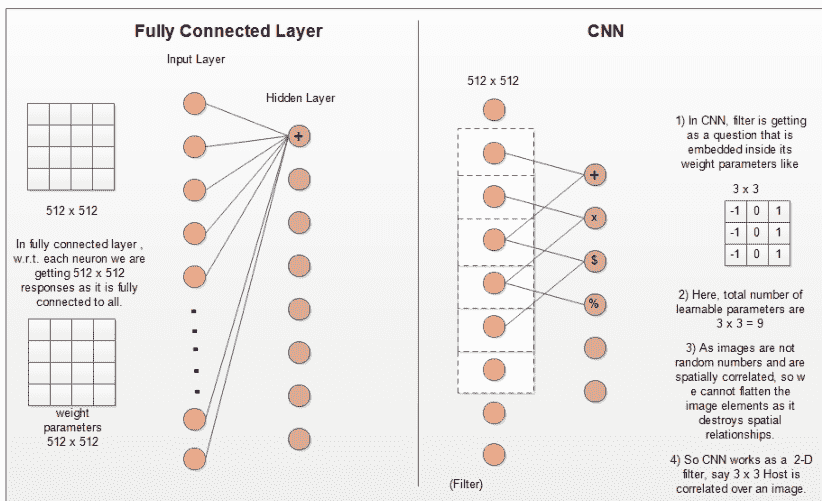 Fully Connected Layer
Input Layer
Hidden Layer
+
512 x 512
In fully connected layer ,
w.r.t. each neuron we are
getting 512 x 512
responses as it is fully
connected to all.
weight
parameters
512 x 512
CNN
512 x 512
+
x
$
%
(Filter)
1) In CNN, filter is getting
as a question that is
embedded inside its
weight parameters like
3 x 3
-1 0 1
-1 0 1
-1 0 1
2) Here, total number of
learnable parameters are
3 x 3 = 9
3) As images are not
random numbers and are
spatially correlated, so w
e cannot flatten the
image elements as it
destroys spatial
relationships.
4) So CNN works as a 2-D
filter, say 3 x 3 Host is
correlated over an image.